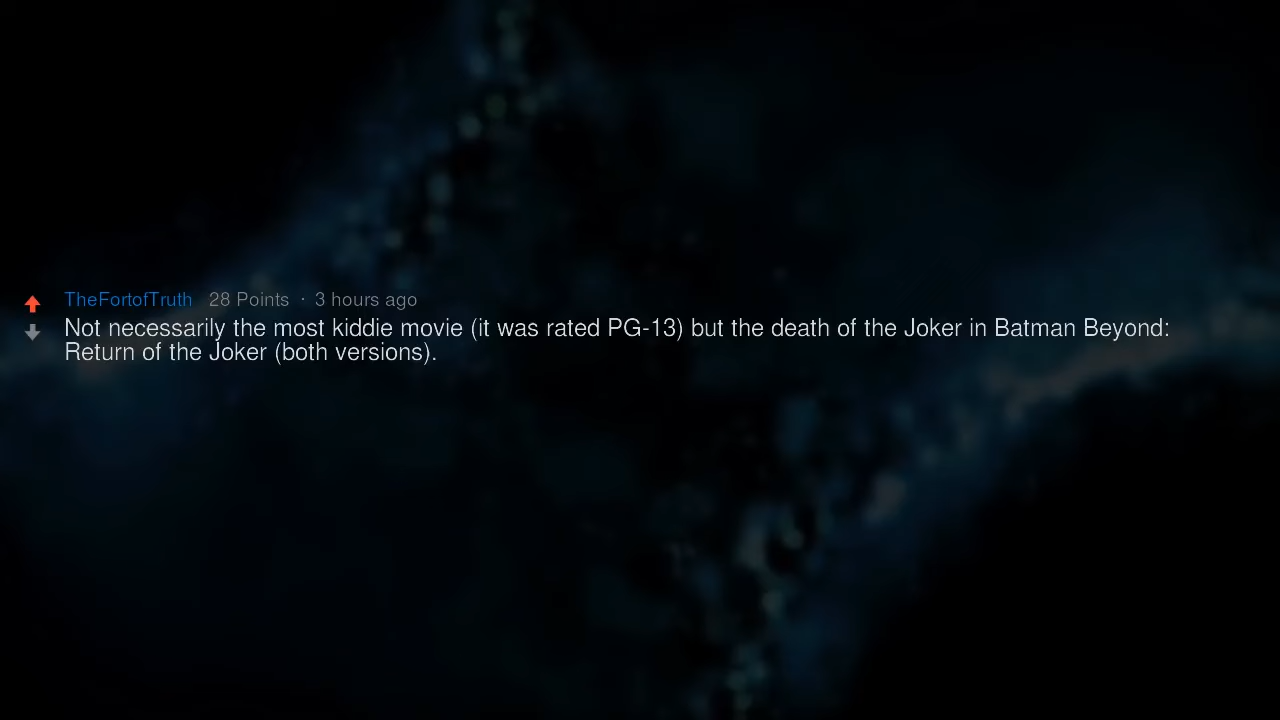 TheFortofTruth 28 Points · 3 hours ago
Not necessarily the most kiddie movie (it was rated PG-13) but the death of the Joker in Batman Beyond:
Return of the Joker (both versions).